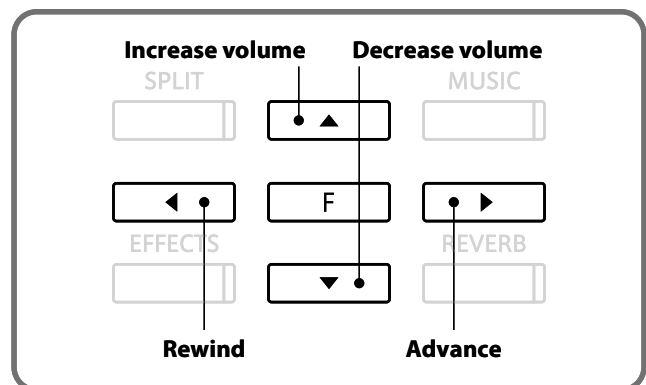 Increase volume Decrease volume
SPLIT MUSIC
F
EFFECTS REVERB
Rewind Advance